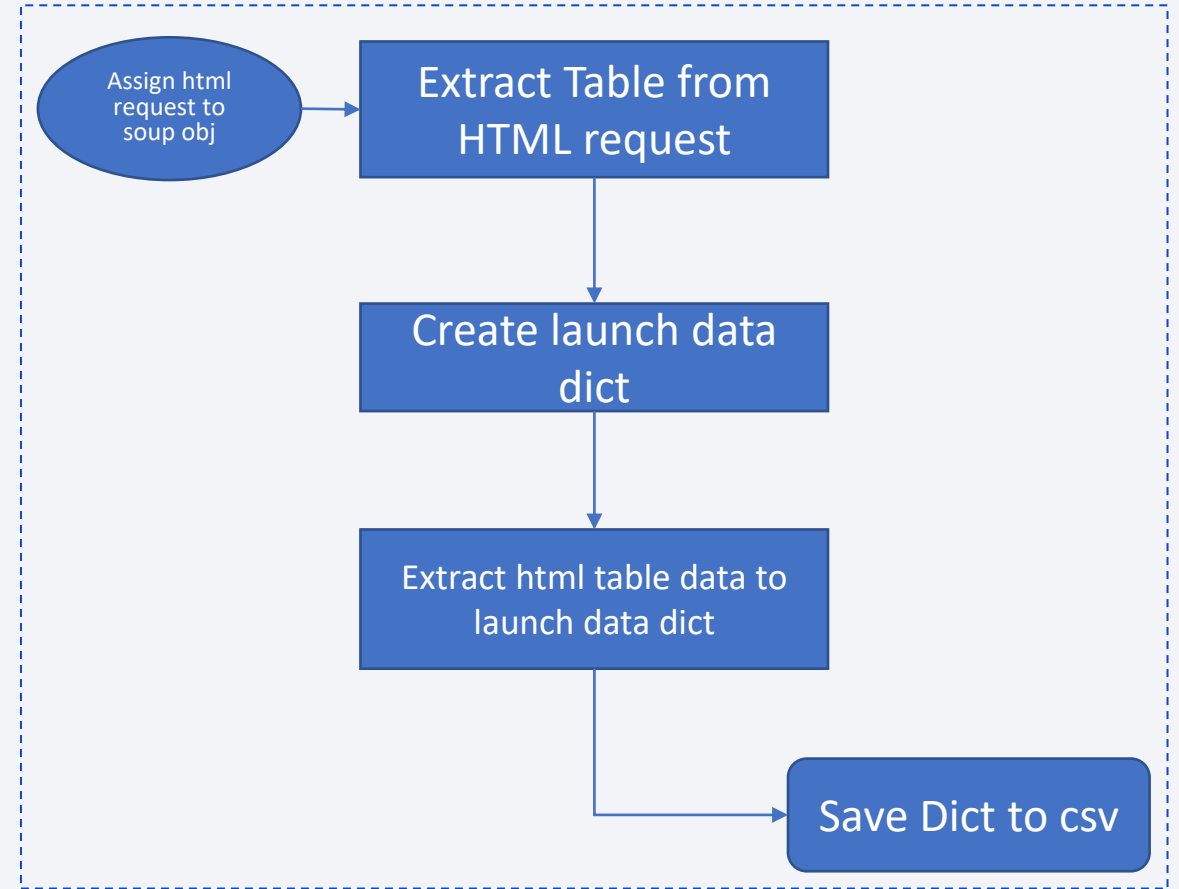 Assign html
request to
soup obj
Extract Table from
HTML request
Create launch data
dict
Extract html table data to
launch data dict
Save Dict to csv